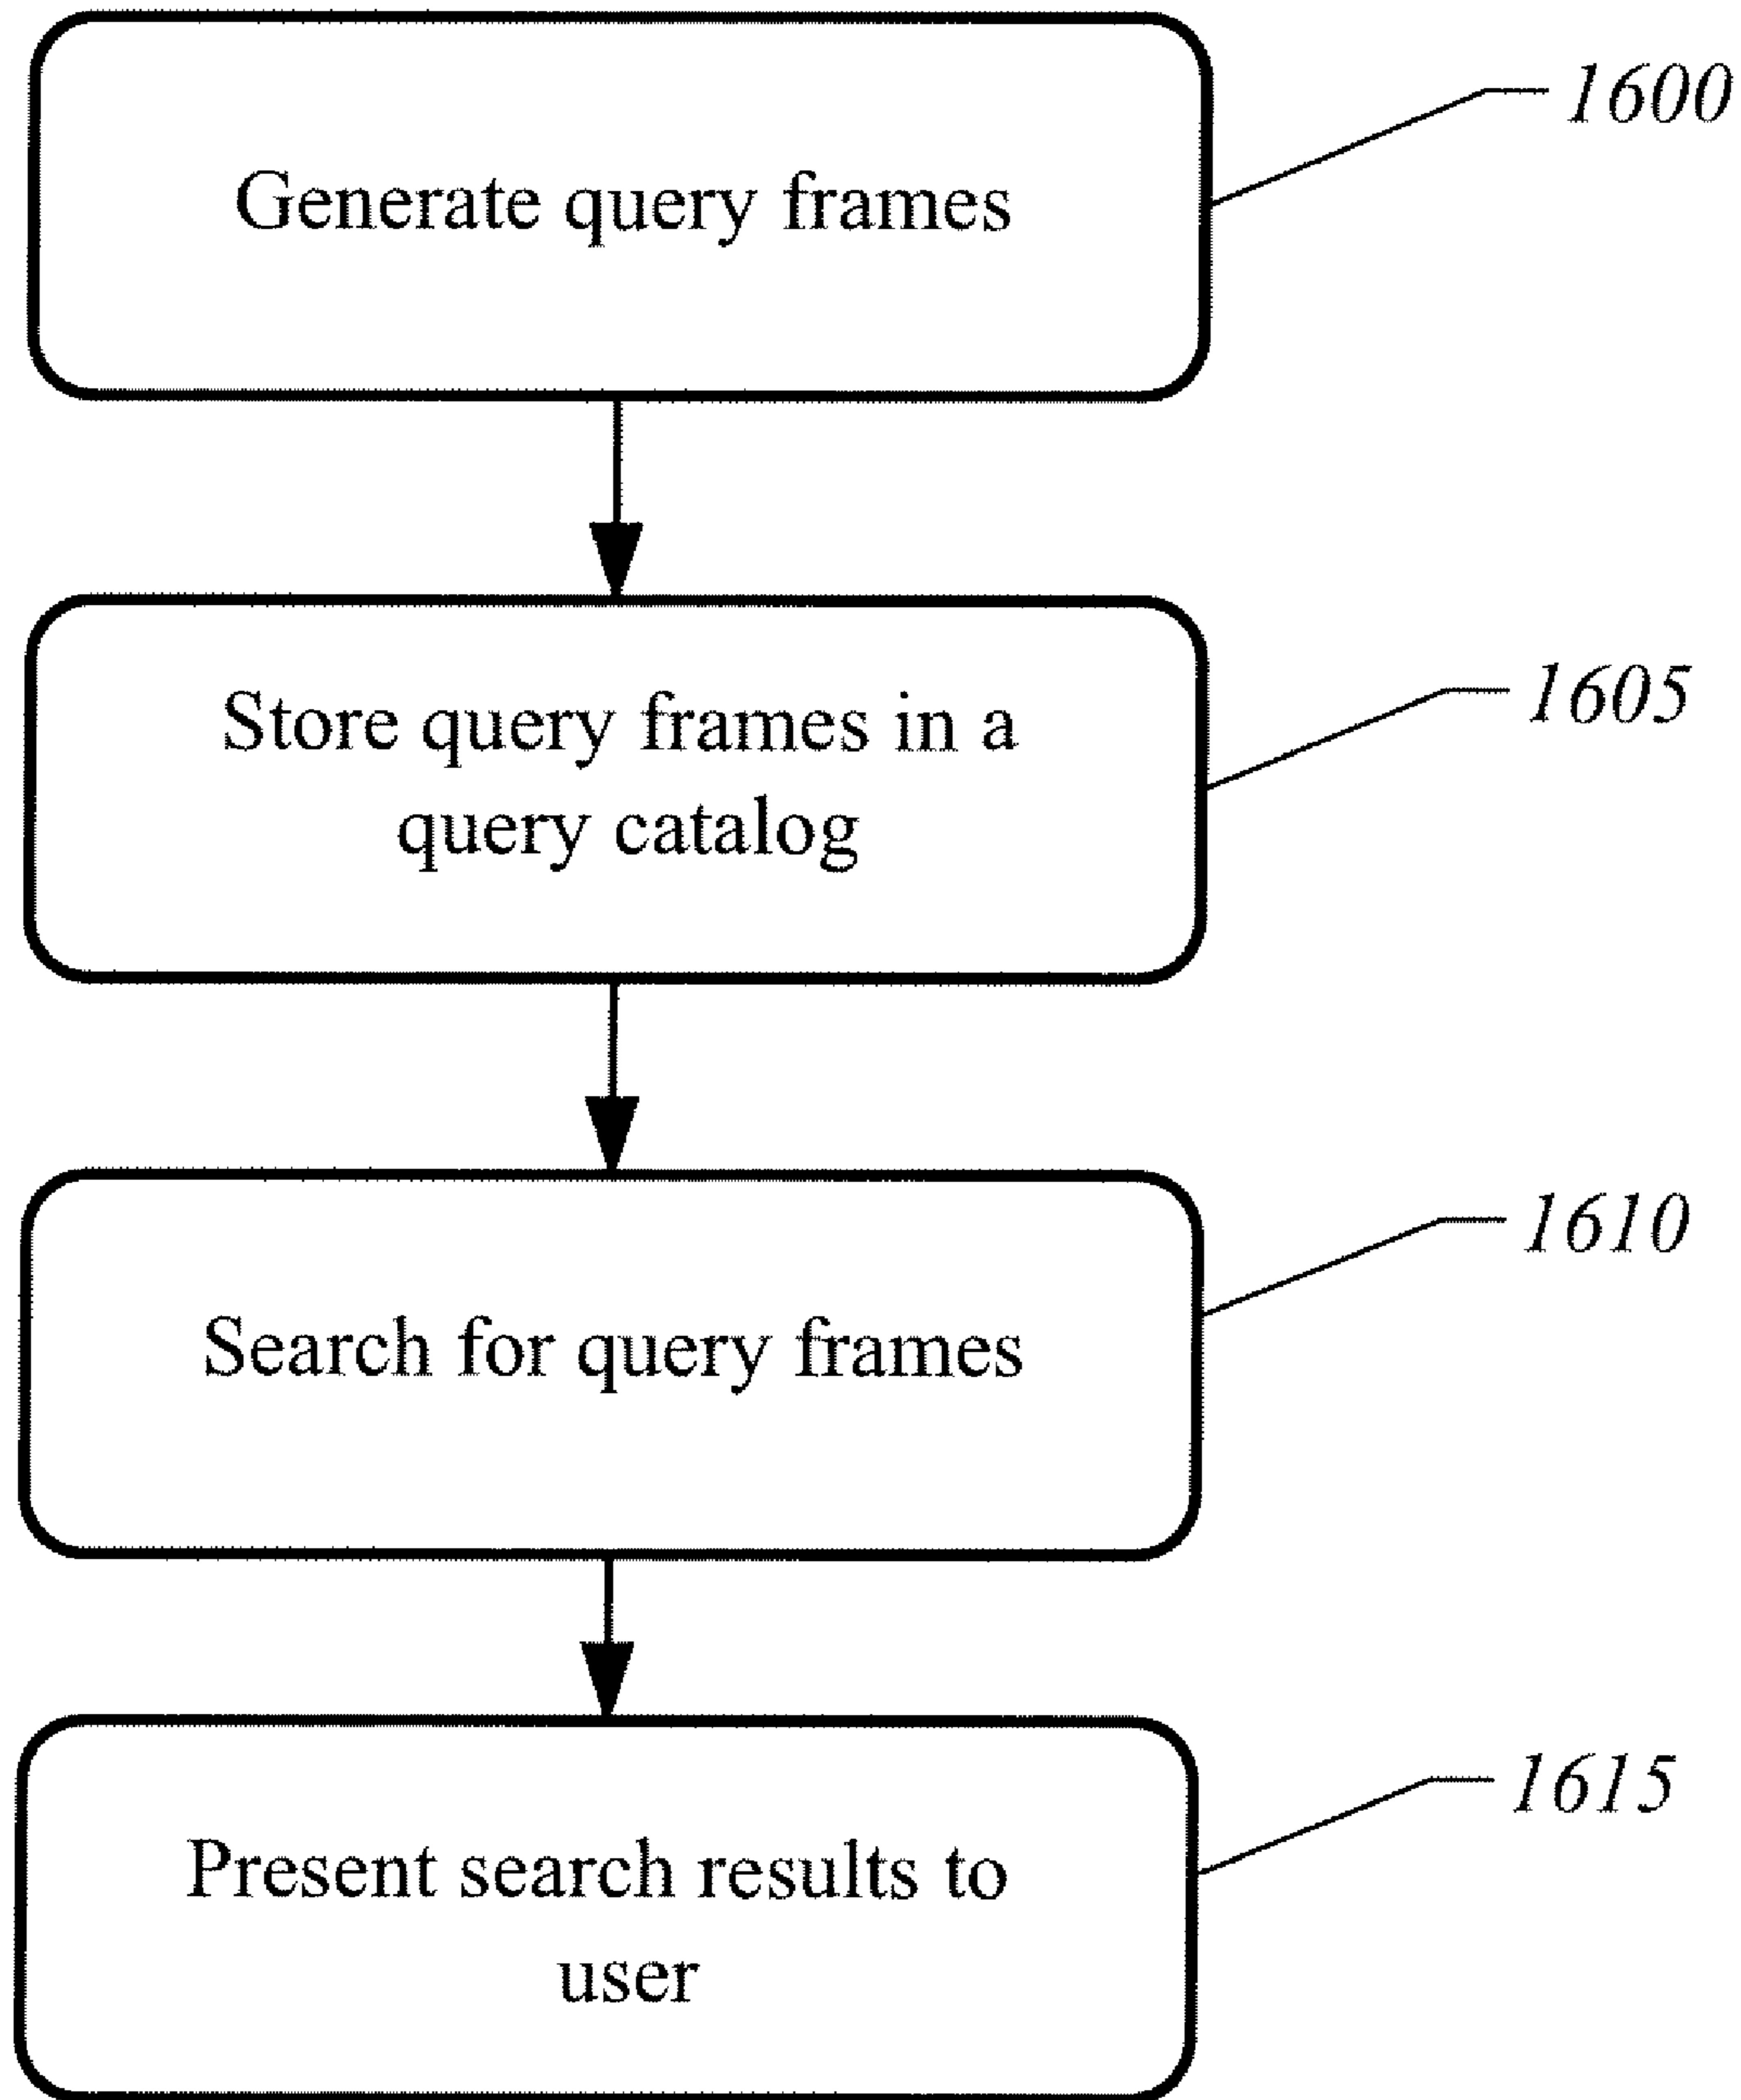 Generate query frames
1600
Store query frames in a
query catalog
1605
Search for query frames
1610
Present search results to
user
1615